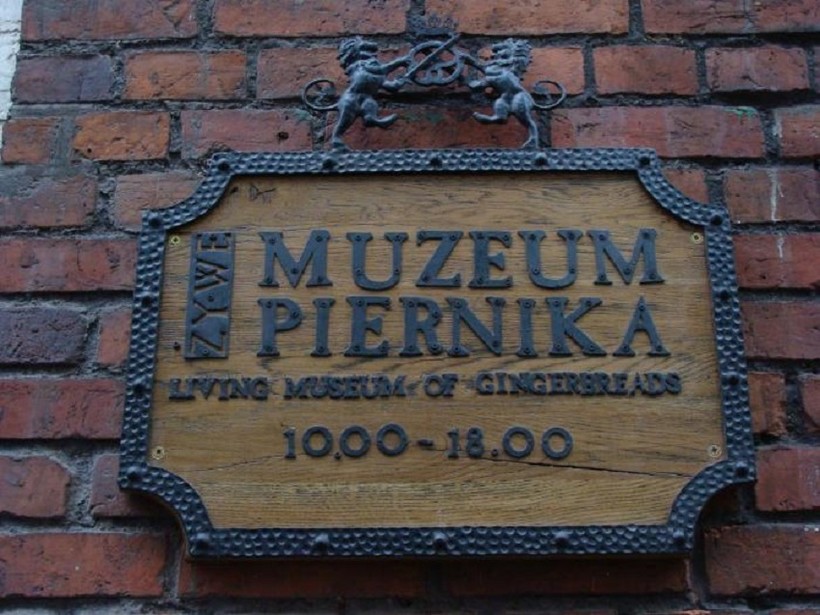 ŻYWE
MUZEUM
PIERNIKA
LIVING MUSEUM OF GINGERBREADS
10.00 - 18.00